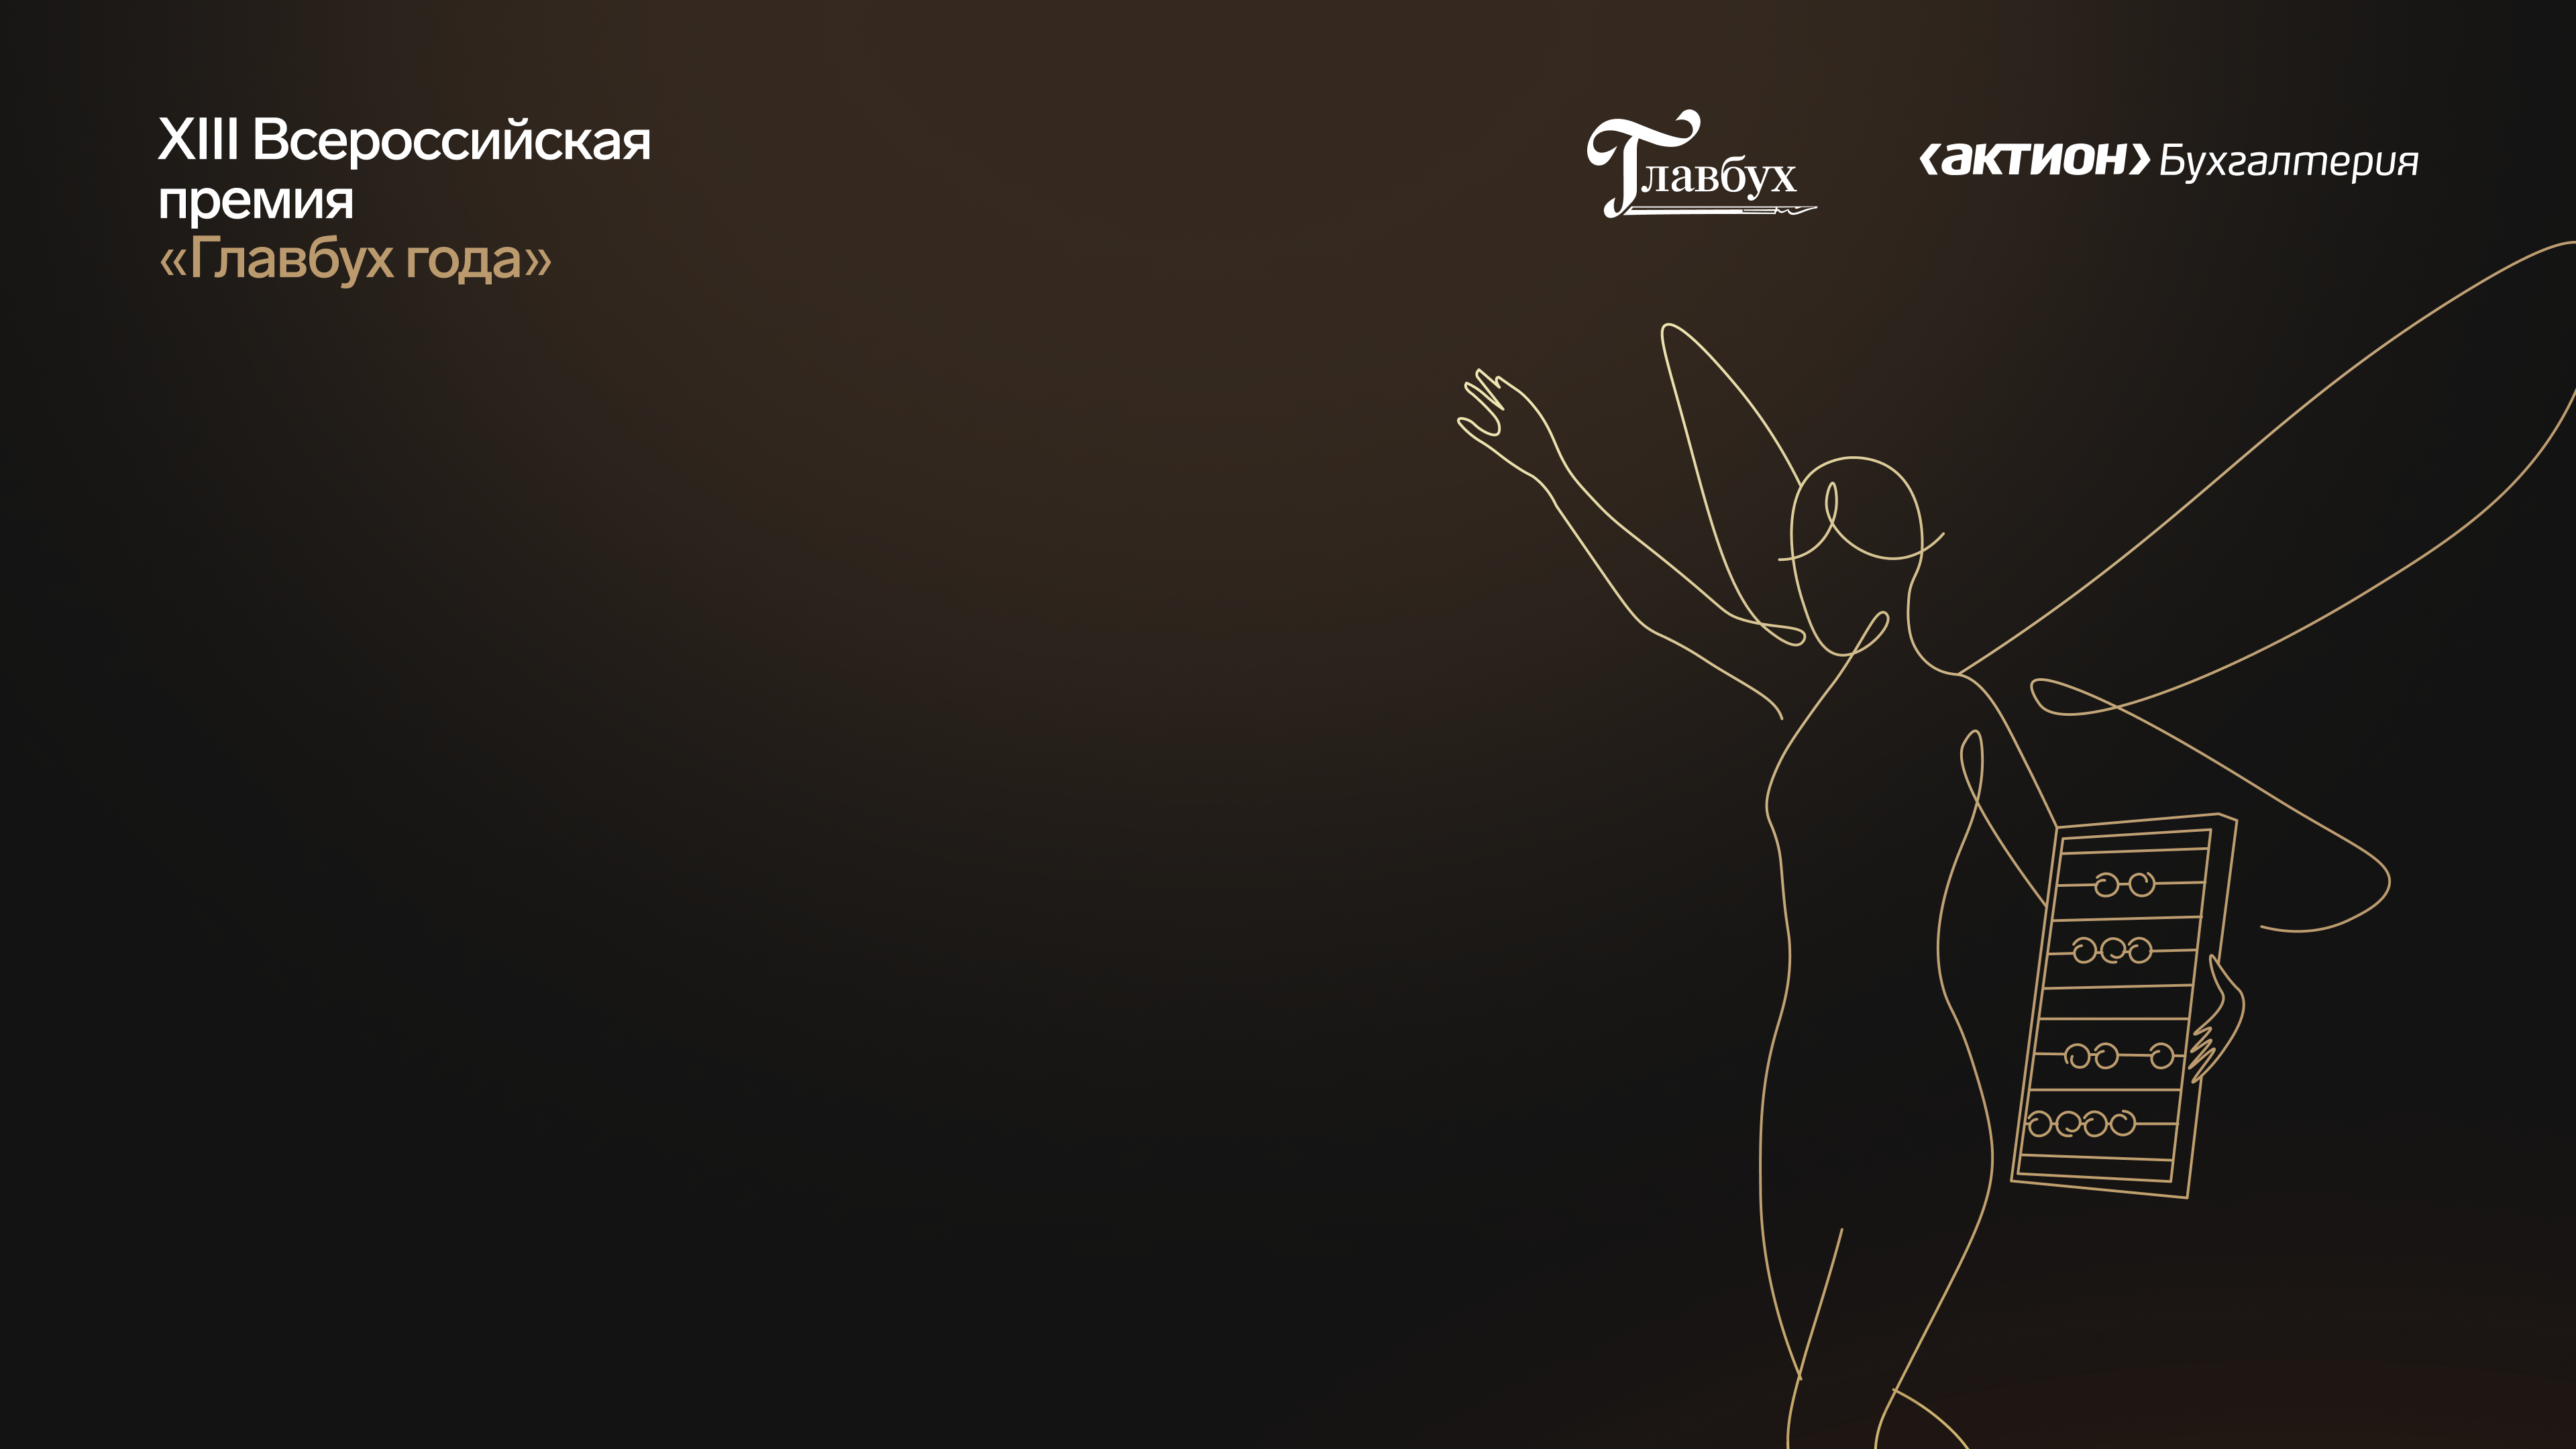 XIII Всероссийская
премия
«Главбух года»
Главбух
‹актион› Бухгалтерия